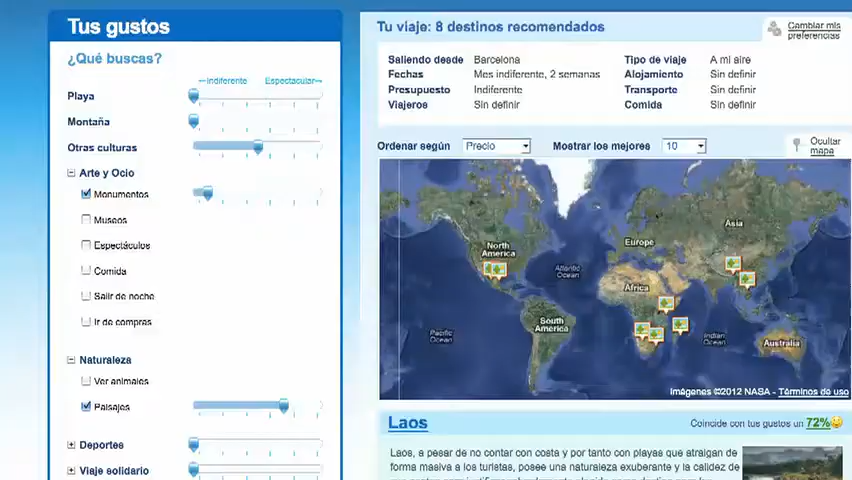 Tus gustos
¿Qué buscas?
Indiferente Espectacular
Playa
Montaña
Otras culturas
Arte y Ocio
Monumentos
Museos
Espectáculos
Comida
Salir de noche
Ir de compras
Naturaleza
Ver animales
Paisajes
Deportes
Viaje solidario
Tu viaje: 8 destinos recomendados
Cambiar mis
preferencias
Saliendo desde Barcelona Tipo de viaje A mi aire
Fechas Mes indiferente, 2 semanas Alojamiento Sin definir
Presupuesto Indiferente Transporte Sin definir
Viajeros Sin definir Comida Sin definir
Ordenar según Precio Mostrar los mejores 10
Ocultar
mapa
North
America
Atlantic
Ocean
Europe
Asia
Africa
South
America
Pacific
Ocean
Indian
Ocean
Australia
Imágenes ©2012 NASA - Términos de uso
Laos Coincide con tus gustos un 72%
Laos, a pesar de no contar con costa y por tanto con playas que atraigan de
forma masiva a los turistas, posee una naturaleza exuberante y la calidez de